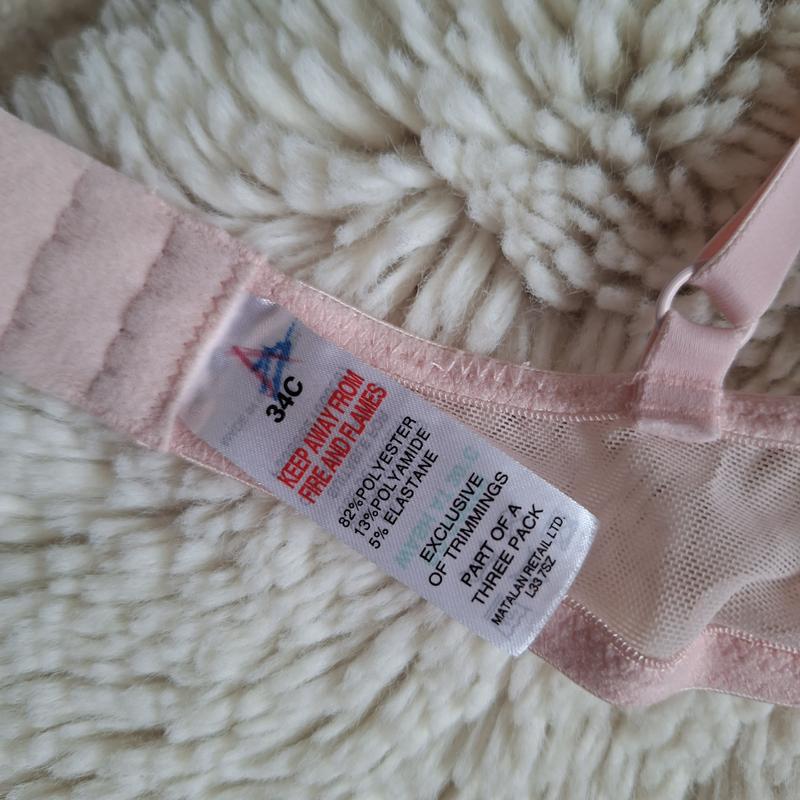 34C
KEEP AWAY FROM
FIRE AND FLAMES
82%POLYESTER
13%POLYAMIDE
5% ELASTANE
EXCLUSIVE
OF TRIMMINGS
PART OF A
THREE PACK
MATALAN RETAIL LTD.
L33 7SZ